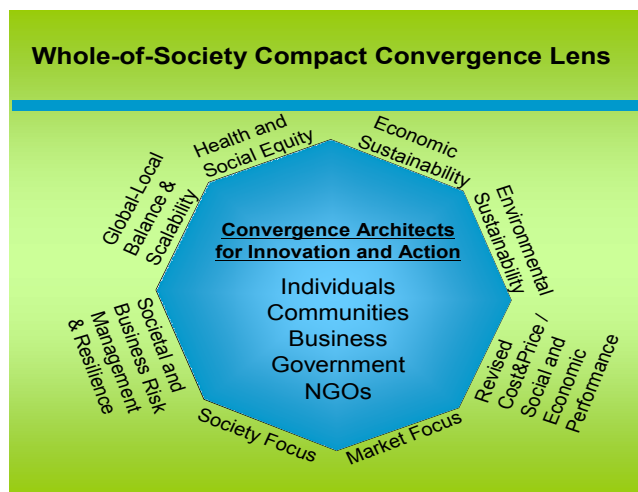 Whole-of-Society Compact Convergence Lens
Health and
Social Equity
Economic
Sustainability
Global-Local
Balance &
Scalability
Environmental
Sustainability
Convergence Architects
for Innovation and Action
Individuals
Communities
Business
Government
NGOs
Societal and
Business Risk
Management
& Resilience
Revised
Cost&Price /
Social and
Economic
Performance
Society Focus
Market Focus